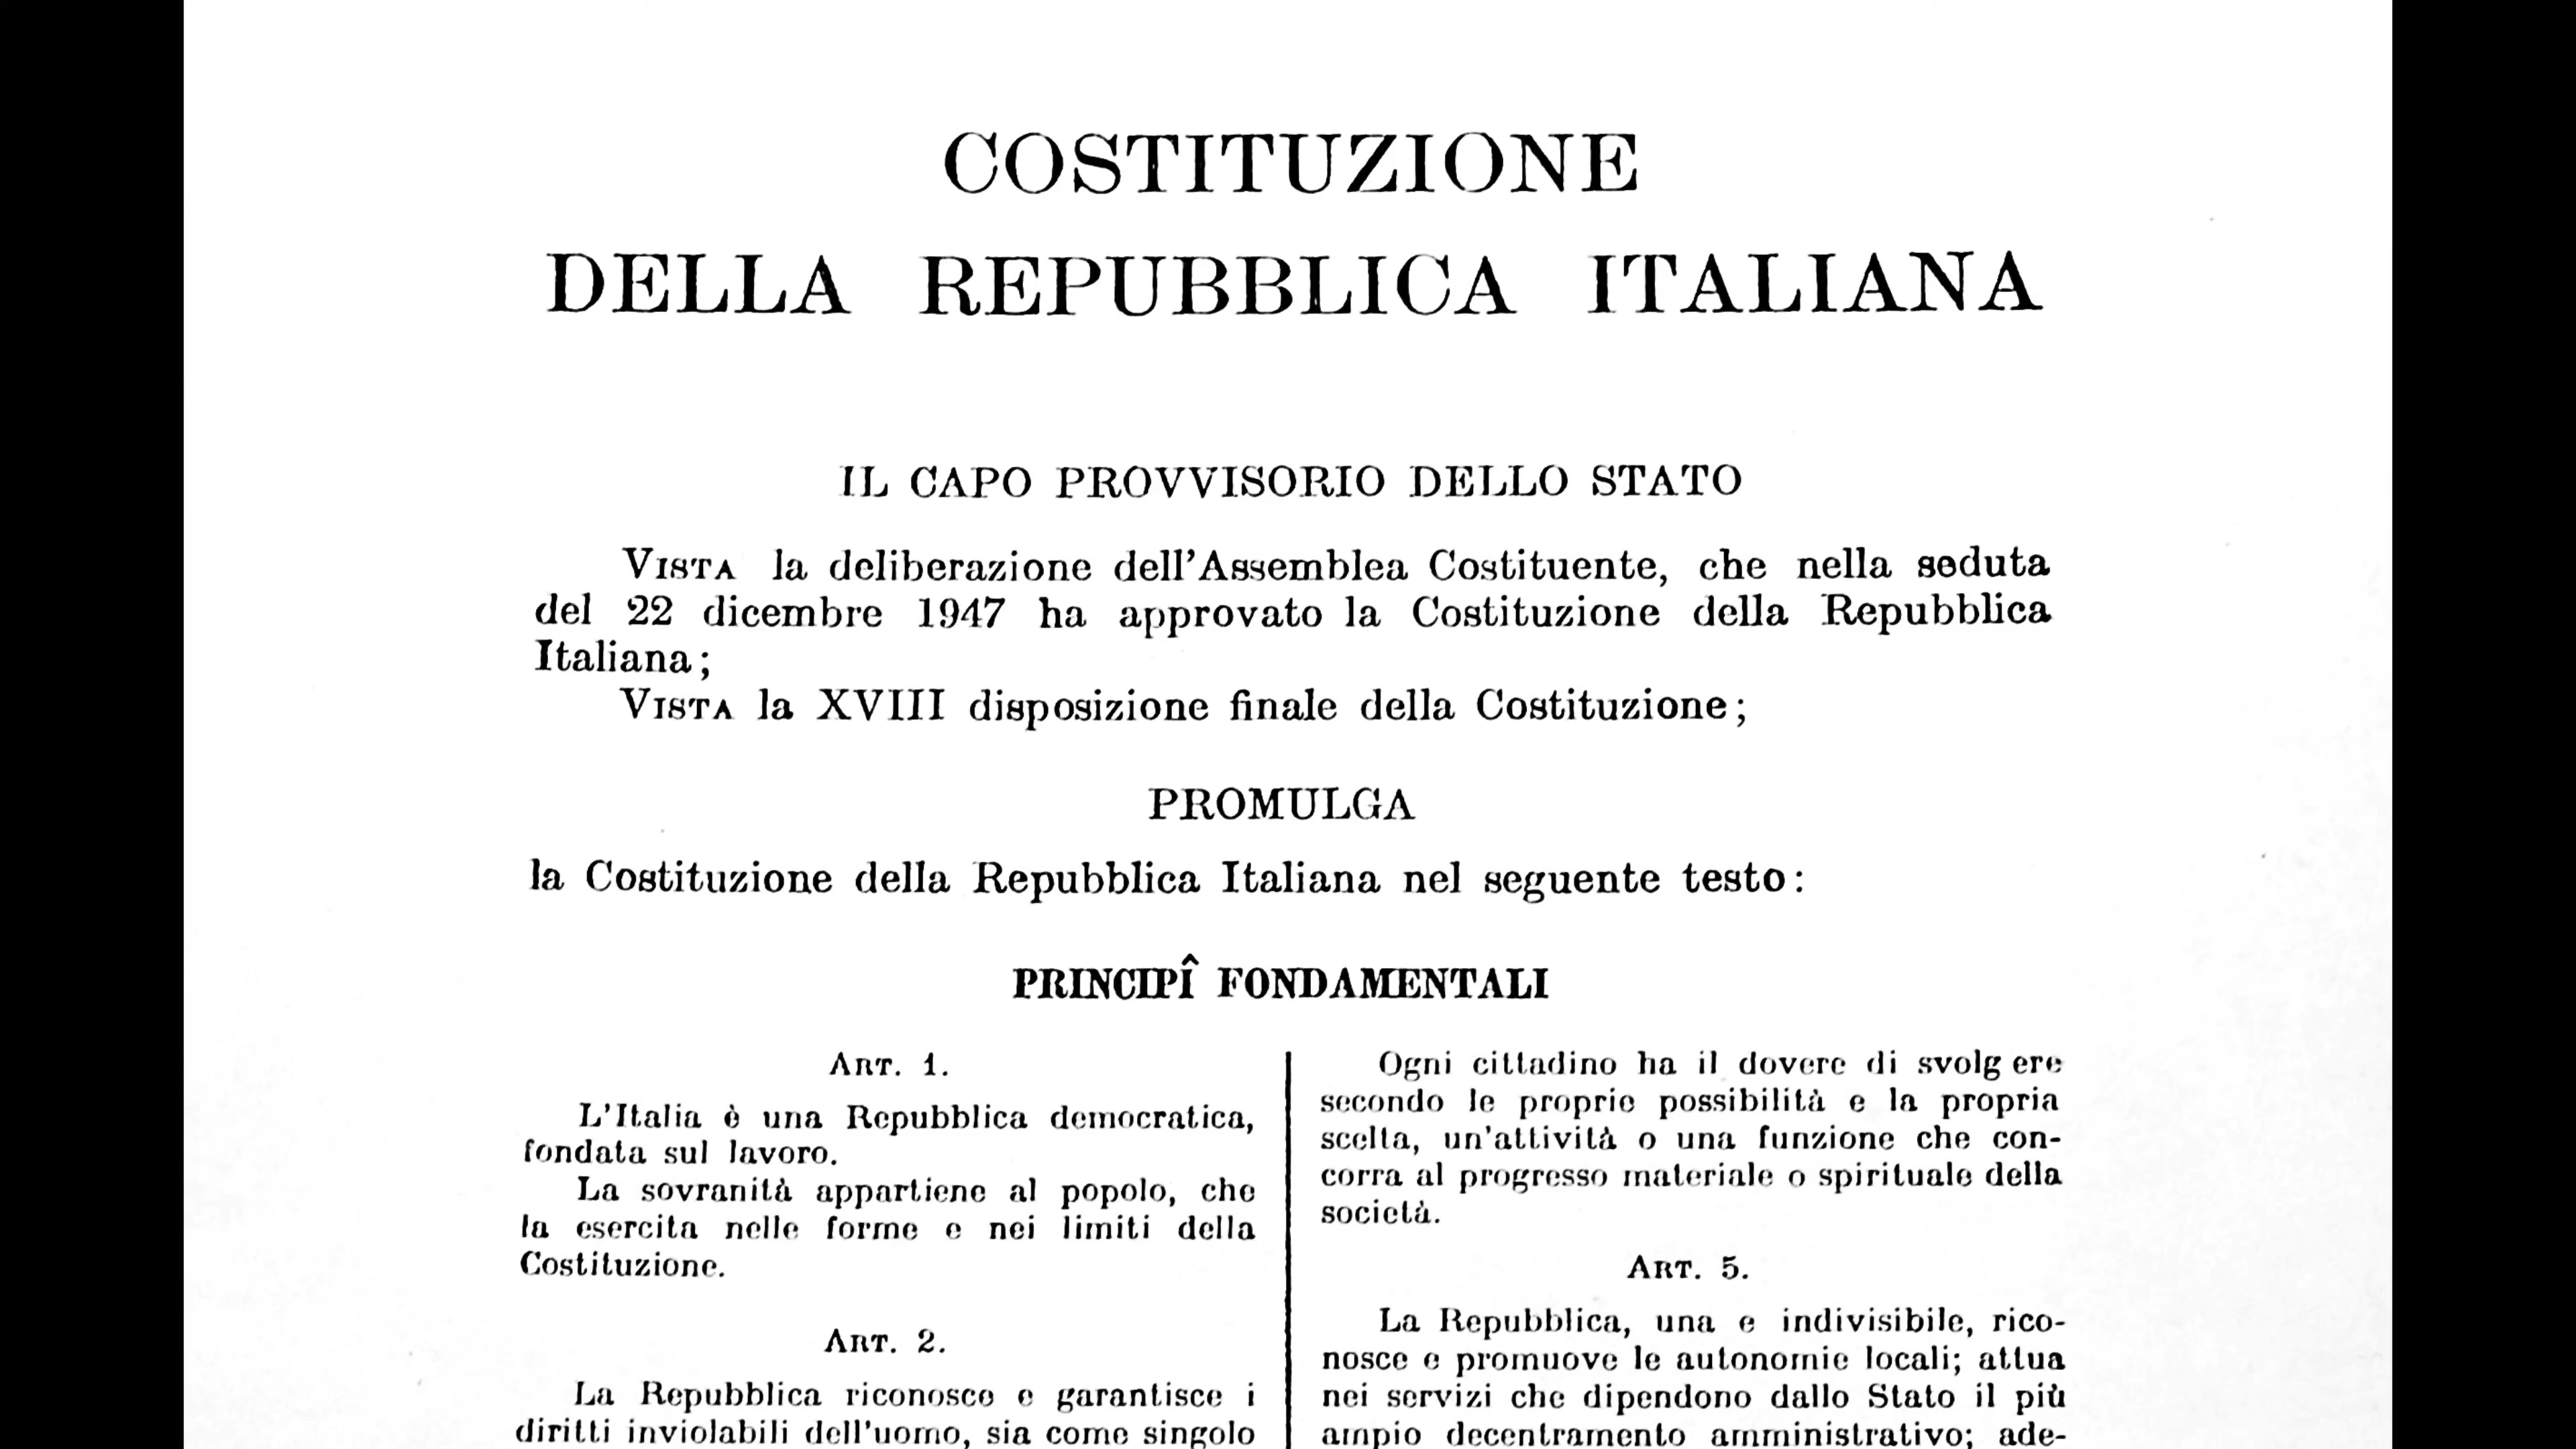 COSTITUZIONE
DELLA REPUBBLICA ITALIANA
IL CAPO PROVVISORIO DELLO STATO
VISTA la deliberazione dell'Assemblea Costituente, che nella seduta
del 22 dicembre 1947 ha approvato la Costituzione della Repubblica
Italiana;
VISTA la XVIII disposizione finale della Costituzione;
PROMULGA
la Costituzione della Repubblica Italiana nel seguente testo:
PRINCIPÎ FONDAMENTALI
ART. 1.
L'Italia è una Repubblica democratica,
fondata sul lavoro.
La sovranità appartiene al popolo, che
la esercita nelle forme e nei limiti della
Costituzione.
ART. 2.
La Repubblica riconosce e garantisce i
diritti inviolabili dell'uomo, sia come singolo
Ogni cittadino ha il dovere di svolg ere
secondo le proprie possibilità e la propria
scelta, un'attività o una funzione che con-
corra al progresso materiale o spirituale della
società.
ART. 5.
La Repubblica, una e indivisibile, rico-
nosce e promuove le autonomie locali; attua
nei servizi che dipendono dallo Stato il più
ampio decentramento amministrativo; ade-